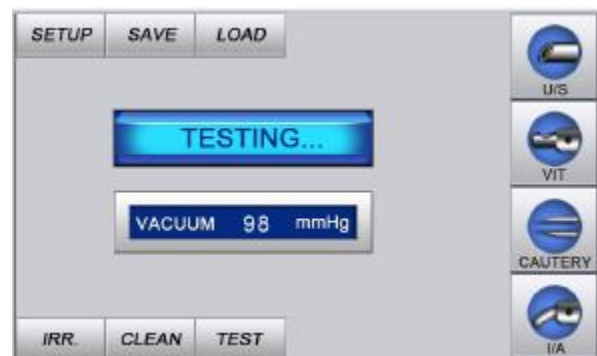 SETUP SAVE LOAD
U/S
TESTING...
VIT
VACUUM 98 mmHg
CAUTERY
IRR. CLEAN TEST
I/A